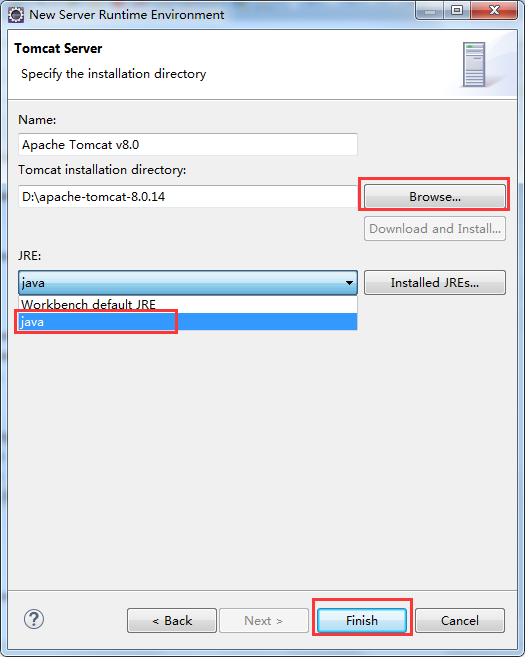 New Server Runtime Environment
Tomcat Server
Specify the installation directory
Name:
Apache Tomcat v8.0
Tomcat installation directory:
D:\apache-tomcat-8.0.14
Browse...
Download and Install...
JRE:
java
Installed JREs...
Workbench default JRE
java
?
< Back
Next >
Finish
Cancel